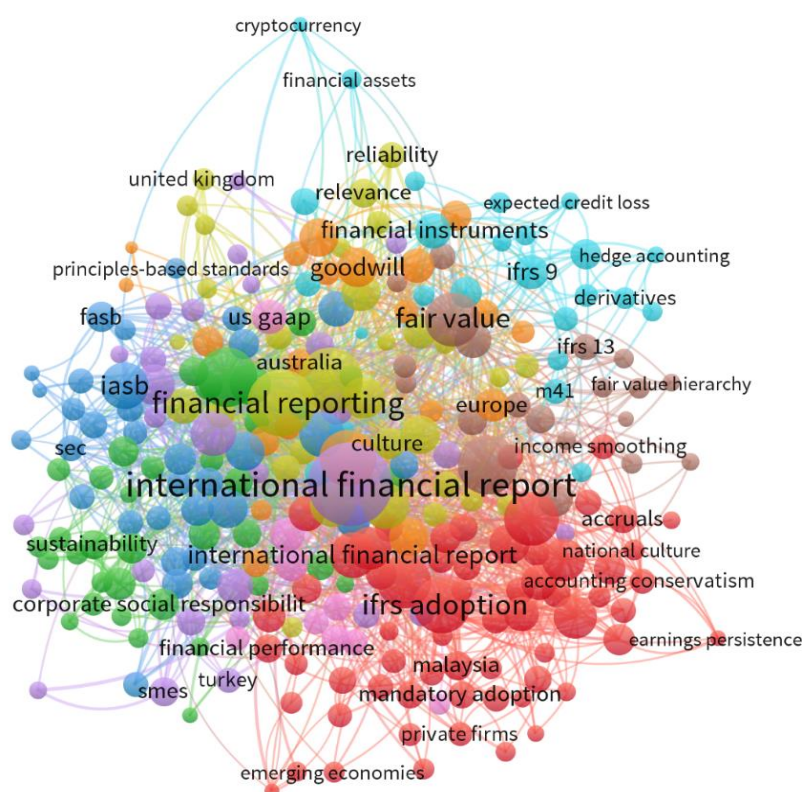 cryptocurrency
financial assets
reliability
united kingdom
relevance
expected credit loss
financial instruments
hedge accounting
principles-based standards
goodwill
ifrs 9
derivatives
fasb
us gaap
fair value
ifrs 13
australia
m41
fair value hierarchy
iasb
financial reporting
europe
sec
culture
income smoothing
international financial report
accruals
sustainability
international financial report
national culture
accounting conservatism
corporate social responsibilit
ifrs adoption
financial performance
earnings persistence
malaysia
turkey
smes
mandatory adoption
private firms
emerging economies